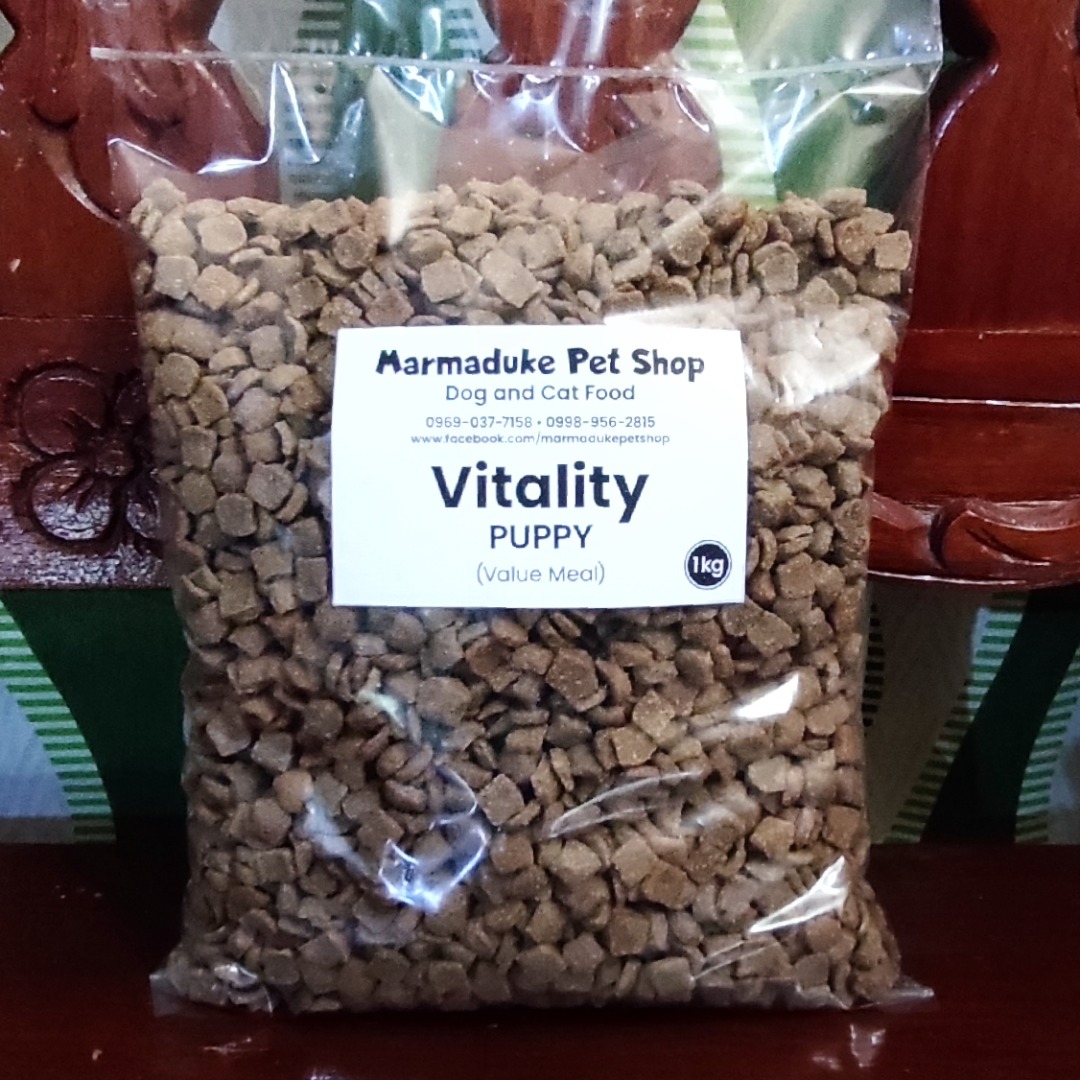 Marmaduke Pet Shop
Dog and Cat Food
0969-037-7158 • 0998-956-2815
www.facebook.com/marmadukepetshop
Vitality
PUPPY
(Value Meal)
1kg